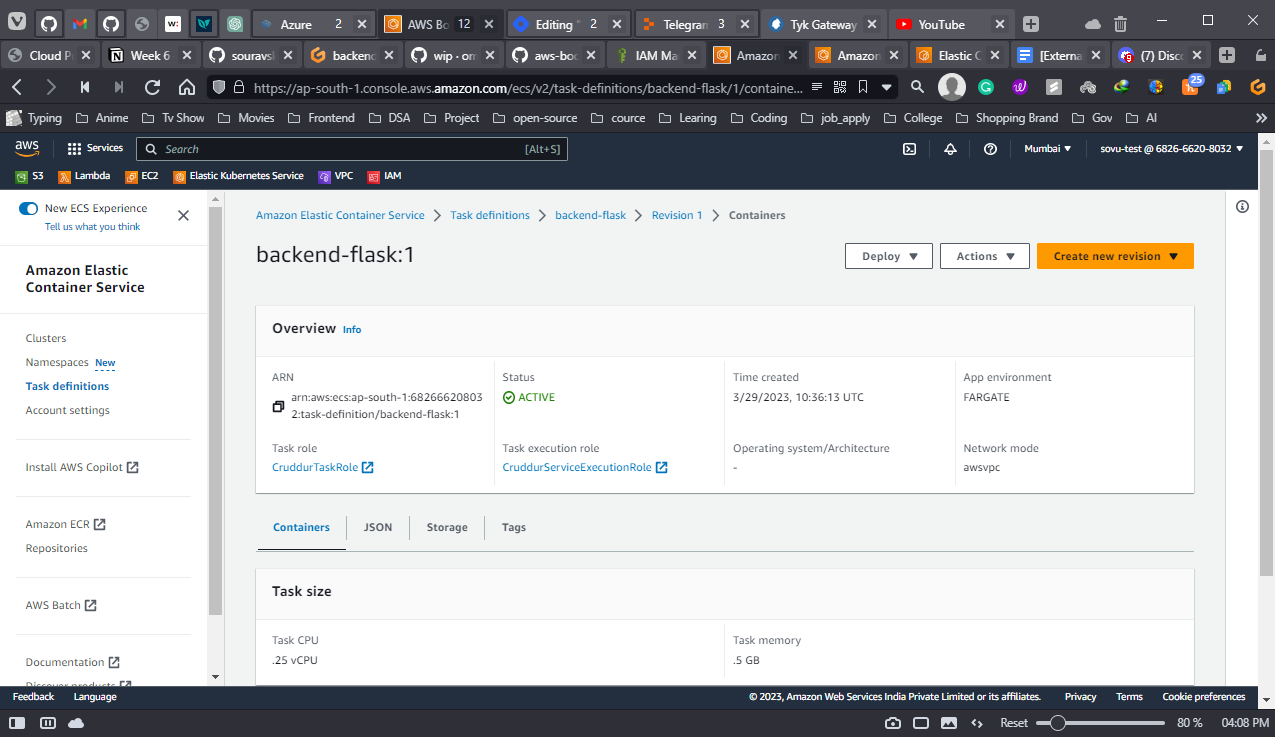 Azure 2 AWS Bo 12 Editing 2 Telegram 3 Tyk Gateway YouTube
Cloud P Week 6 souravs backend wip · om aws-boo IAM Ma Amazon Amazon Elastic C [Externa (7) Disco
https://ap-south-1.console.aws.amazon.com/ecs/v2/task-definitions/backend-flask/1/containe... 25
Typing Anime Tv Show Movies Frontend DSA Project open-source cource Learing Coding job_apply College Shopping Brand Gov AI
aws Services Search [Alt+S] Mumbai sovu-test @ 6826-6620-8032
S3 Lambda EC2 Elastic Kubernetes Service VPC IAM
New ECS Experience
Tell us what you think
Amazon Elastic
Container Service
Clusters
Namespaces New
Task definitions
Account settings
Install AWS Copilot
Amazon ECR
Repositories
AWS Batch
Documentation
Discover products
Amazon Elastic Container Service Task definitions backend-flask Revision 1 Containers
backend-flask:1
Deploy Actions Create new revision
Overview Info
ARN
arn:aws:ecs:ap-south-1:68266620803
2:task-definition/backend-flask:1
Status
ACTIVE
Time created
3/29/2023, 10:36:13 UTC
App environment
FARGATE
Task role
CruddurTaskRole
Task execution role
CruddurServiceExecutionRole
Operating system/Architecture
-
Network mode
awsvpc
Containers JSON Storage Tags
Task size
Task CPU
.25 vCPU
Task memory
.5 GB
Feedback Language © 2023, Amazon Web Services India Private Limited or its affiliates. Privacy Terms Cookie preferences
Reset 80 % 04:08 PM